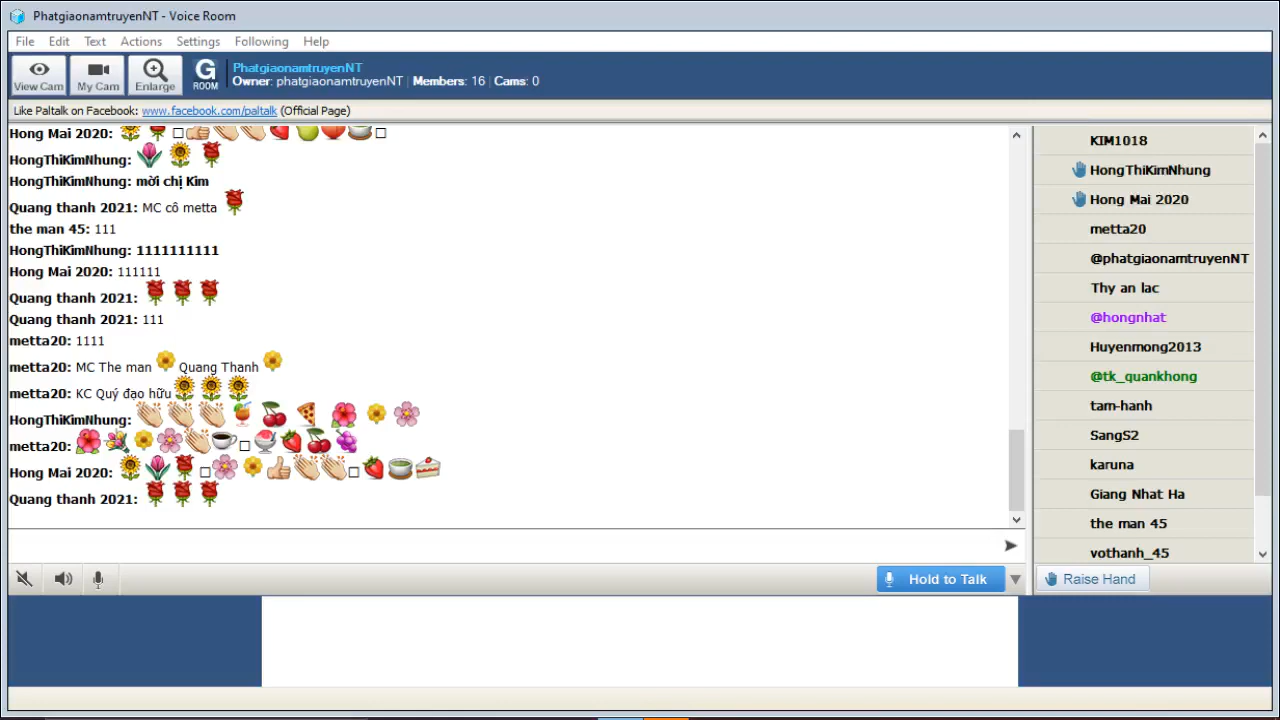 PhatgiaonamtruyenNT - Voice Room
File Edit Text Actions Settings Following Help
View Cam My Cam Enlarge G ROOM
PhatgiaonamtruyenNT
Owner: phatgiaonamtruyenNT | Members: 16 | Cams: 0
Like Paltalk on Facebook: www.facebook.com/paltalk (Official Page)
Hong Mai 2020:
HongThiKimNhung:
HongThiKimNhung: mời chị Kim
Quang thanh 2021: MC cô metta
the man 45: 111
HongThiKimNhung: 1111111111
Hong Mai 2020: 111111
Quang thanh 2021:
Quang thanh 2021: 111
metta20: 1111
metta20: MC The man Quang Thanh
metta20: KC Quý đạo hữu
HongThiKimNhung:
metta20:
Hong Mai 2020:
Quang thanh 2021:
KIM1018
HongThiKimNhung
Hong Mai 2020
metta20
@phatgiaonamtruyenNT
Thy an lac
@hongnhat
Huyenmong2013
@tk_quankhong
tam-hanh
SangS2
karuna
Giang Nhat Ha
the man 45
vothanh_45
Hold to Talk
Raise Hand